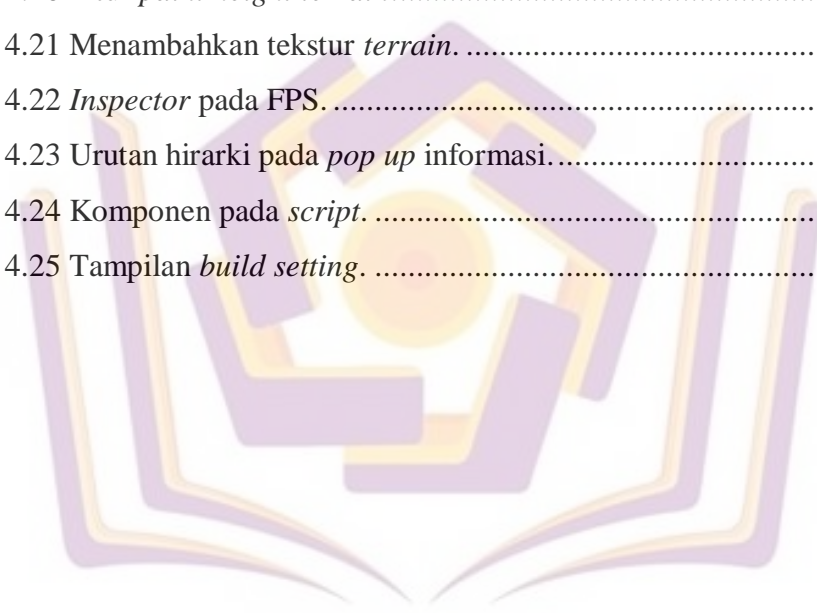 4.21 Menambahkan tekstur terrain. ..........................................
4.22 Inspector pada FPS. ............................................................
4.23 Urutan hirarki pada pop up informasi. ...............................
4.24 Komponen pada script. .......................................................
4.25 Tampilan build setting. .......................................................